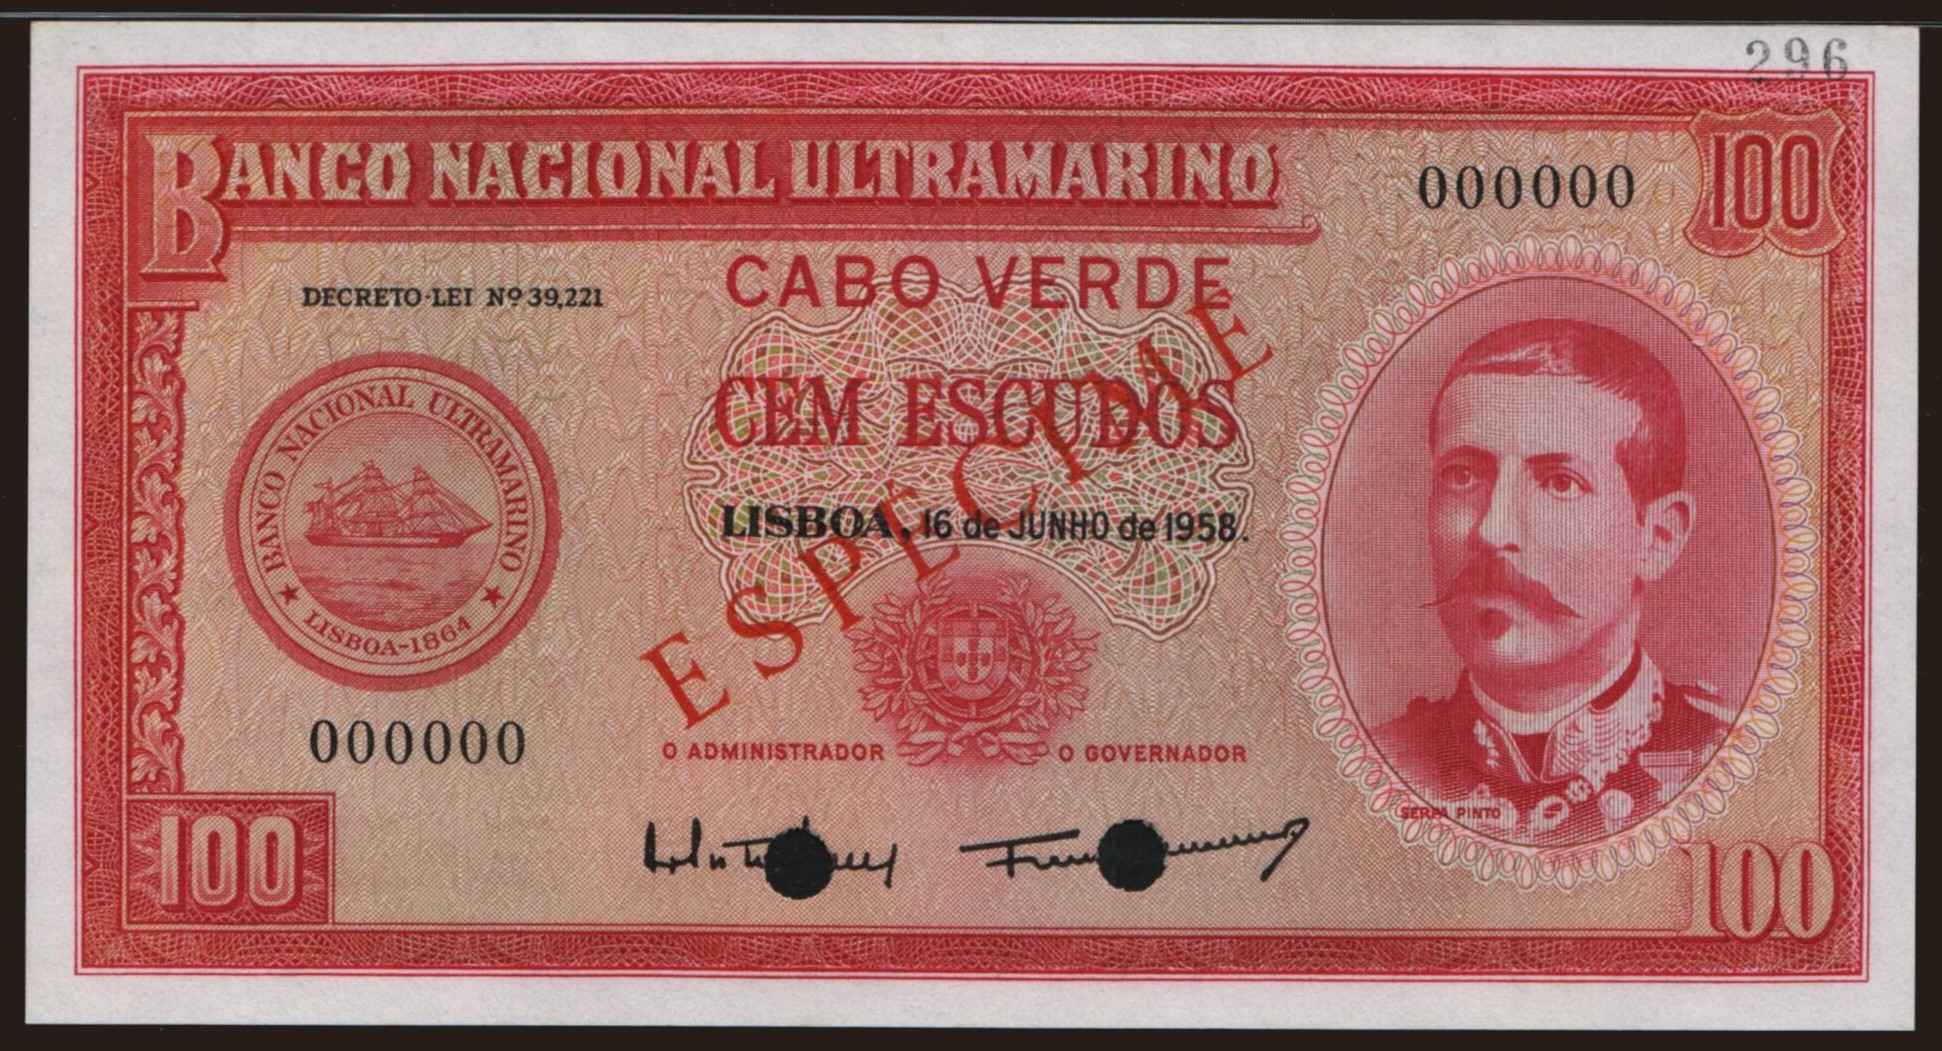 296
BANCO NACIONAL ULTRAMARINO
000000
100
CABO VERDE
DECRETO-LEI Nº 39,221
CEM ESCUDOS
ESPECIME
LISBOA, 16 de JUNHO de 1958.
BANCO NACIONAL ULTRAMARINO
LISBOA-1864
000000
O ADMINISTRADOR
O GOVERNADOR
SERPA PINTO
100
100